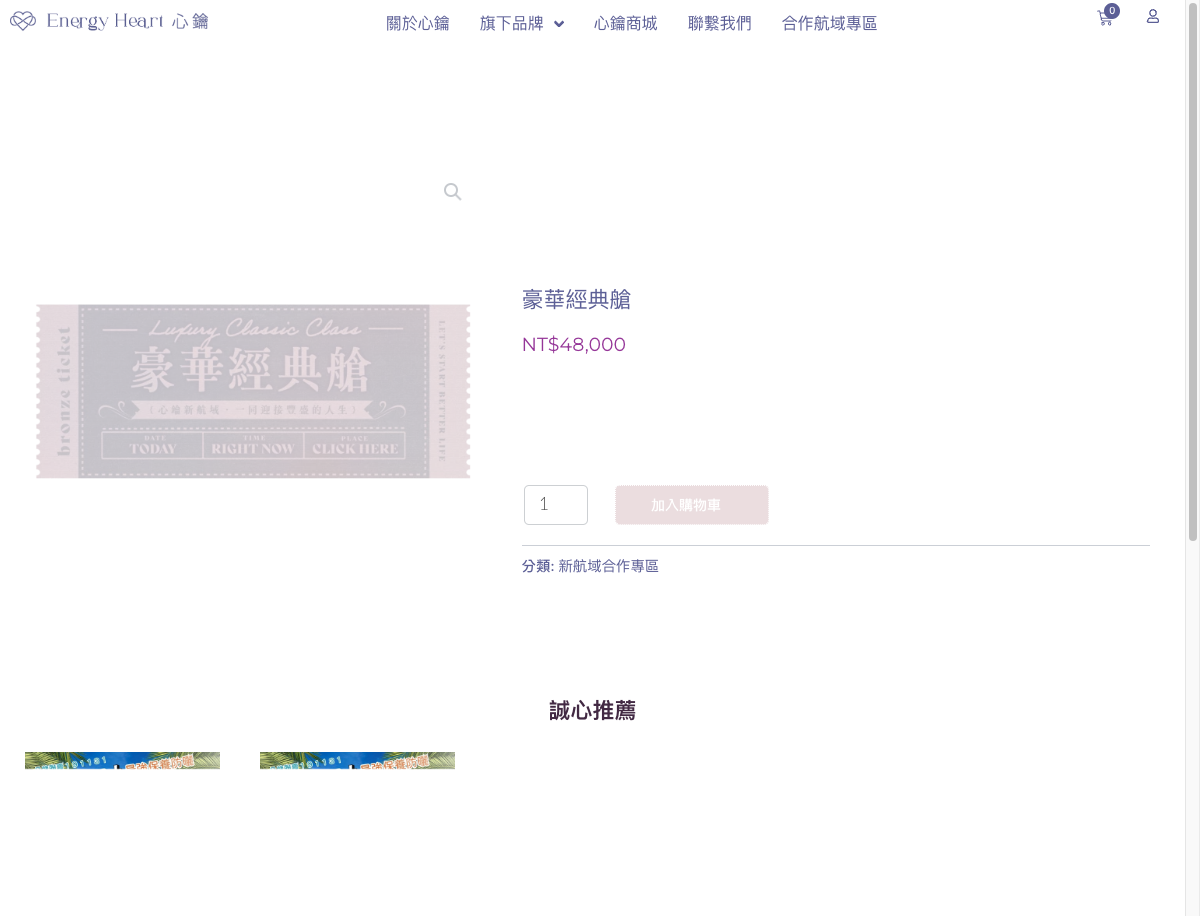 Energy Heart 心鑰
關於心鑰
旗下品牌
心鑰商城
聯繫我們
合作航域專區
0
豪華經典艙
NT$48,000
bronze ticket
Luxury Classic Class
豪華經典艙
(心鑰新航域,一同迎接豐盛的人生)
DATE
TODAY
TIME
RIGHT NOW
PLACE
CLICK HERE
LET'S START BETTER LIFE
1
加入購物車
分類: 新航域合作專區
誠心推薦